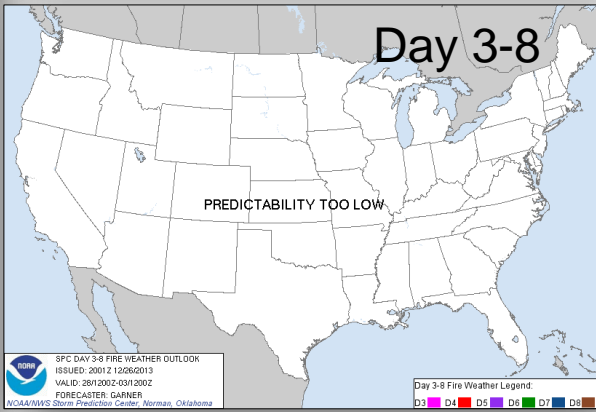 Day 3-8
PREDICTABILITY TOO LOW
NOAA
SPC DAY 3-8 FIRE WEATHER OUTLOOK
ISSUED: 2001Z 12/26/2013
VALID: 28/1200Z-03/1200Z
FORECASTER: GARNER
NOAA/NWS Storm Prediction Center, Norman, Oklahoma
Day 3-8 Fire Weather Legend:
D3 D4 D5 D6 D7 D8